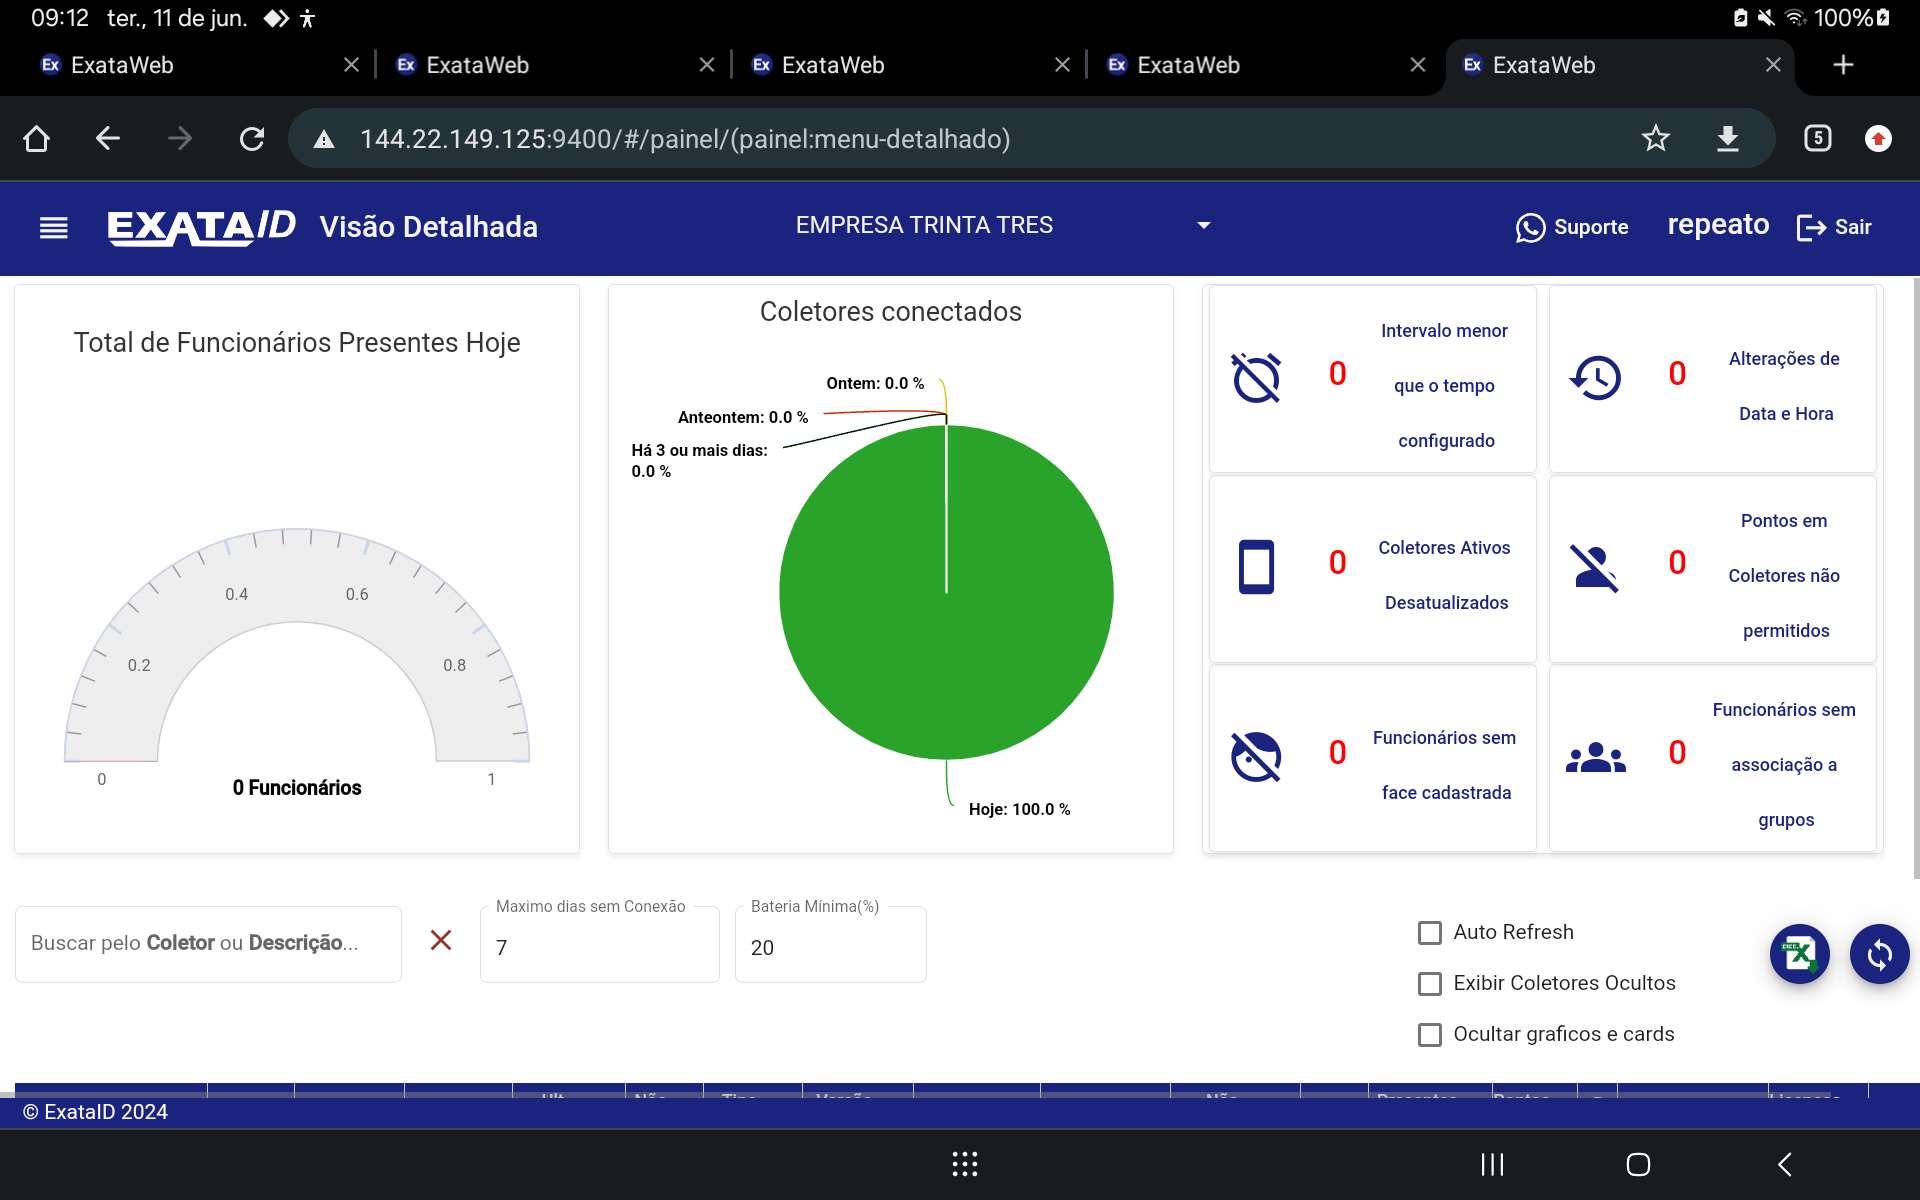 09:12 ter., 11 de jun. 100%
Ex ExataWeb
Ex ExataWeb
Ex ExataWeb
Ex ExataWeb
Ex ExataWeb
144.22.149.125:9400/#/painel/(painel:menu-detalhado)
5
EXATAID Visão Detalhada
EMPRESA TRINTA TRES
Suporte
repeato
Sair
Total de Funcionários Presentes Hoje
0.4
0.6
0.2
0.8
0
1
0 Funcionários
Coletores conectados
Ontem: 0.0 %
Anteontem: 0.0 %
Há 3 ou mais dias:
0.0 %
Hoje: 100.0 %
0
Intervalo menor
que o tempo
configurado
0
Alterações de
Data e Hora
0
Coletores Ativos
Desatualizados
0
Pontos em
Coletores não
permitidos
0
Funcionários sem
face cadastrada
0
Funcionários sem
associação a
grupos
Buscar pelo Coletor ou Descrição...
Maximo dias sem Conexão
7
Bateria Mínima(%)
20
Auto Refresh
Exibir Coletores Ocultos
Ocultar graficos e cards
© ExataID 2024